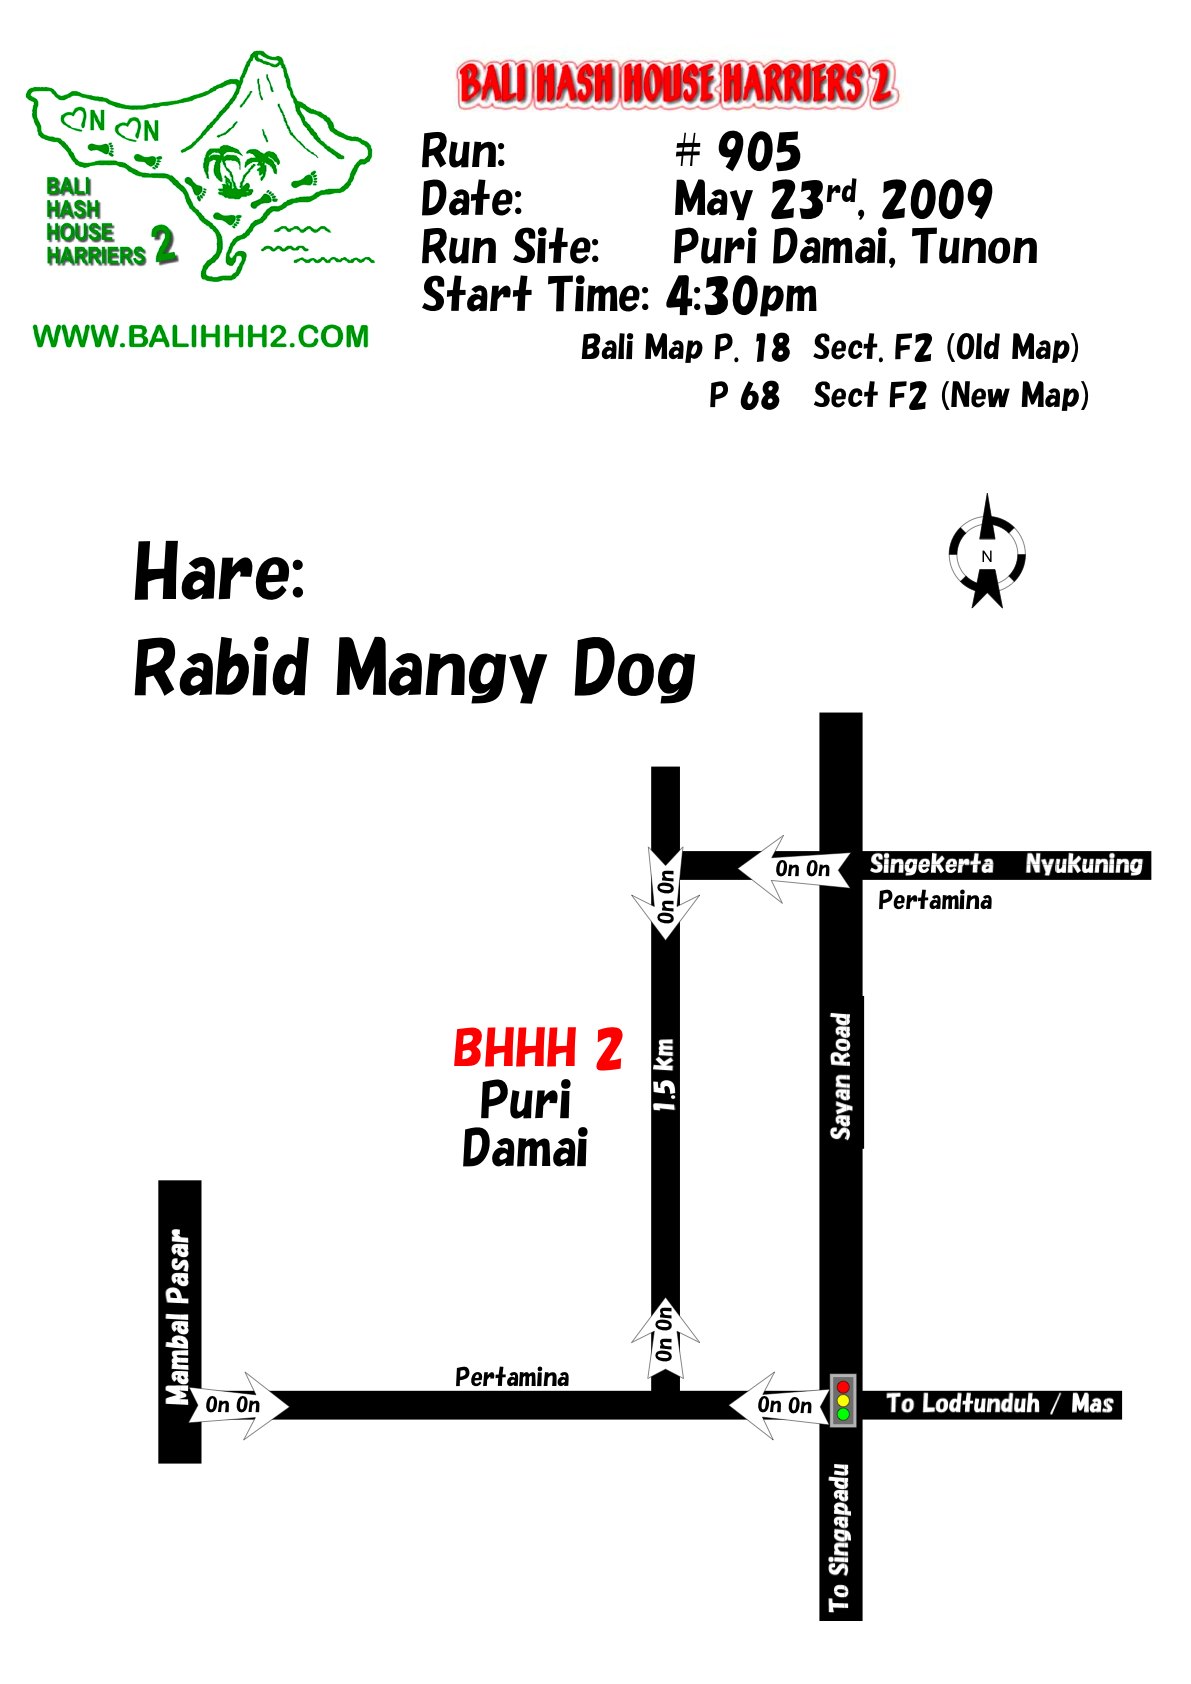 BALI HASH HOUSE HARRIERS 2
ON ON
BALI
HASH
HOUSE
HARRIERS 2
WWW.BALIHHH2.COM
Run: # 905
Date: May 23rd, 2009
Run Site: Puri Damai, Tunon
Start Time: 4:30pm
Bali Map P. 18 Sect. F2 (Old Map)
P 68 Sect F2 (New Map)
N
Hare:
Rabid Mangy Dog
On On
On On
Singekerta Nyukuning
Pertamina
BHHH 2
Puri
Damai
1.5 km
Sayan Road
Mambal Pasar
On On
Pertamina
On On
On On
To Lodtunduh / Mas
To Singapadu